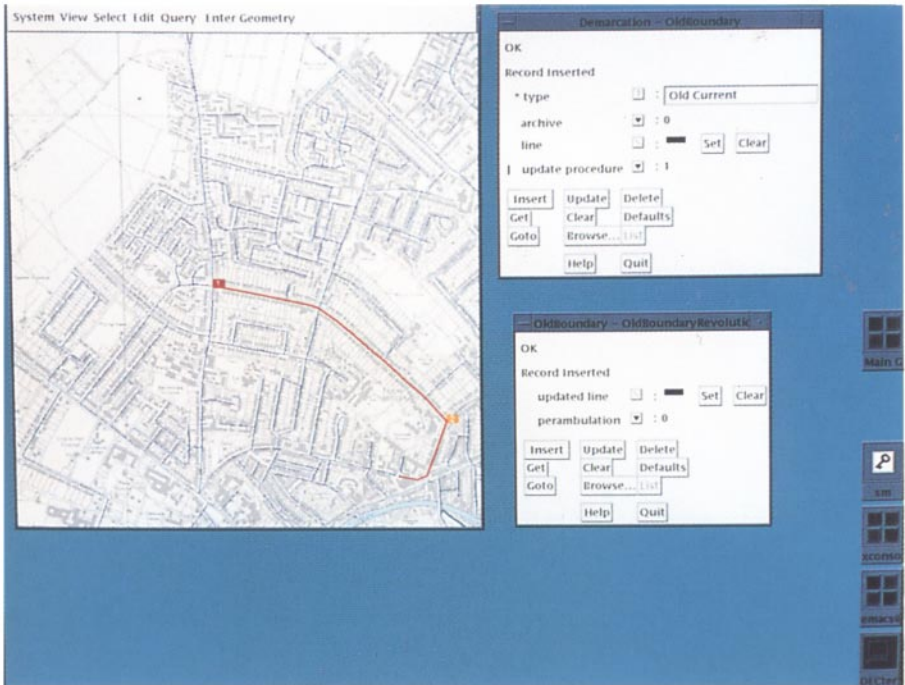 System View Select Edit Query Enter Geometry
Demarcation - OldBoundary
OK
Record Inserted
* type : Old Current
archive : 0
line : Set Clear
update procedure : 1
Insert Update Delete
Get Clear Defaults
Goto Browse... List
Help Quit
OldBoundary - OldBoundaryRevolutic
OK
Record Inserted
updated line : Set Clear
perambulation : 0
Insert Update Delete
Get Clear Defaults
Goto Browse... List
Help Quit
Main G
xm
xconso
emacs@
DECter